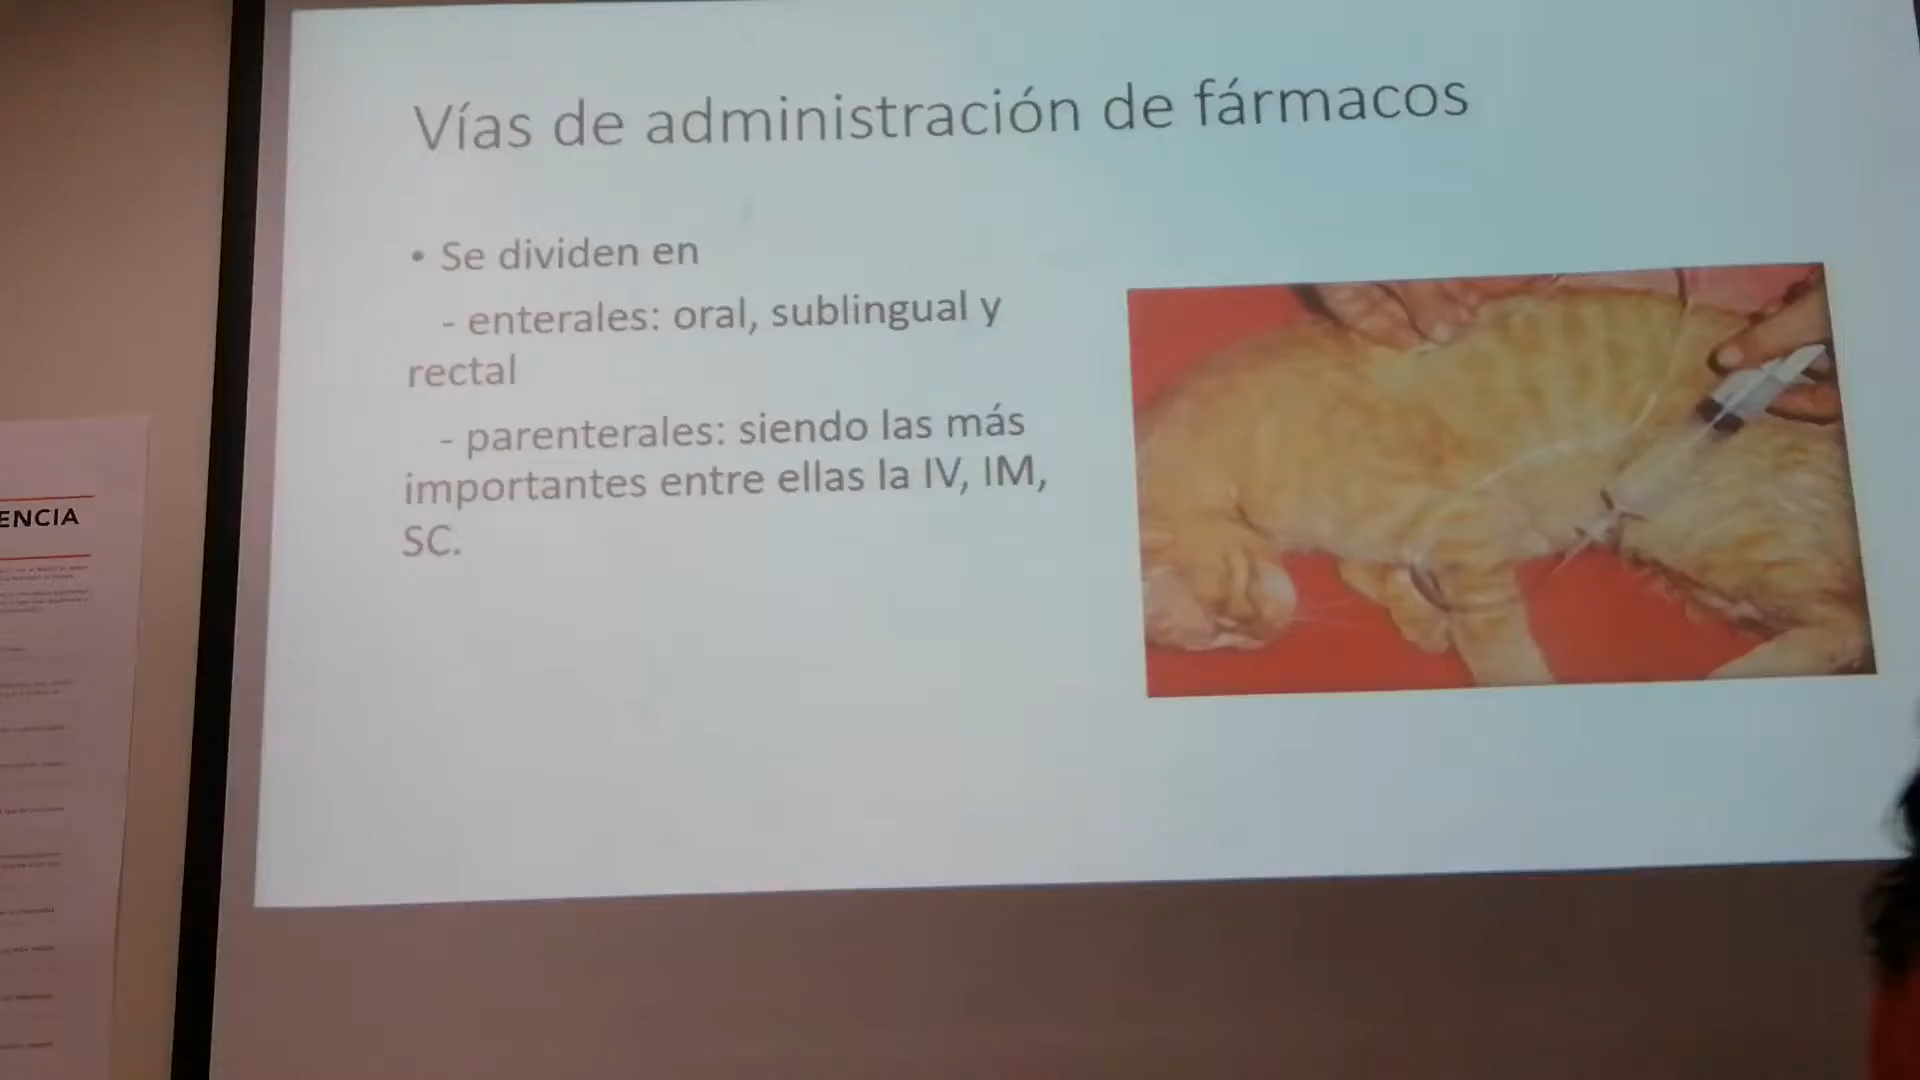 Vías de administración de fármacos
• Se dividen en
- enterales: oral, sublingual y
rectal
- parenterales: siendo las más
importantes entre ellas la IV, IM,
SC.
ENCIA